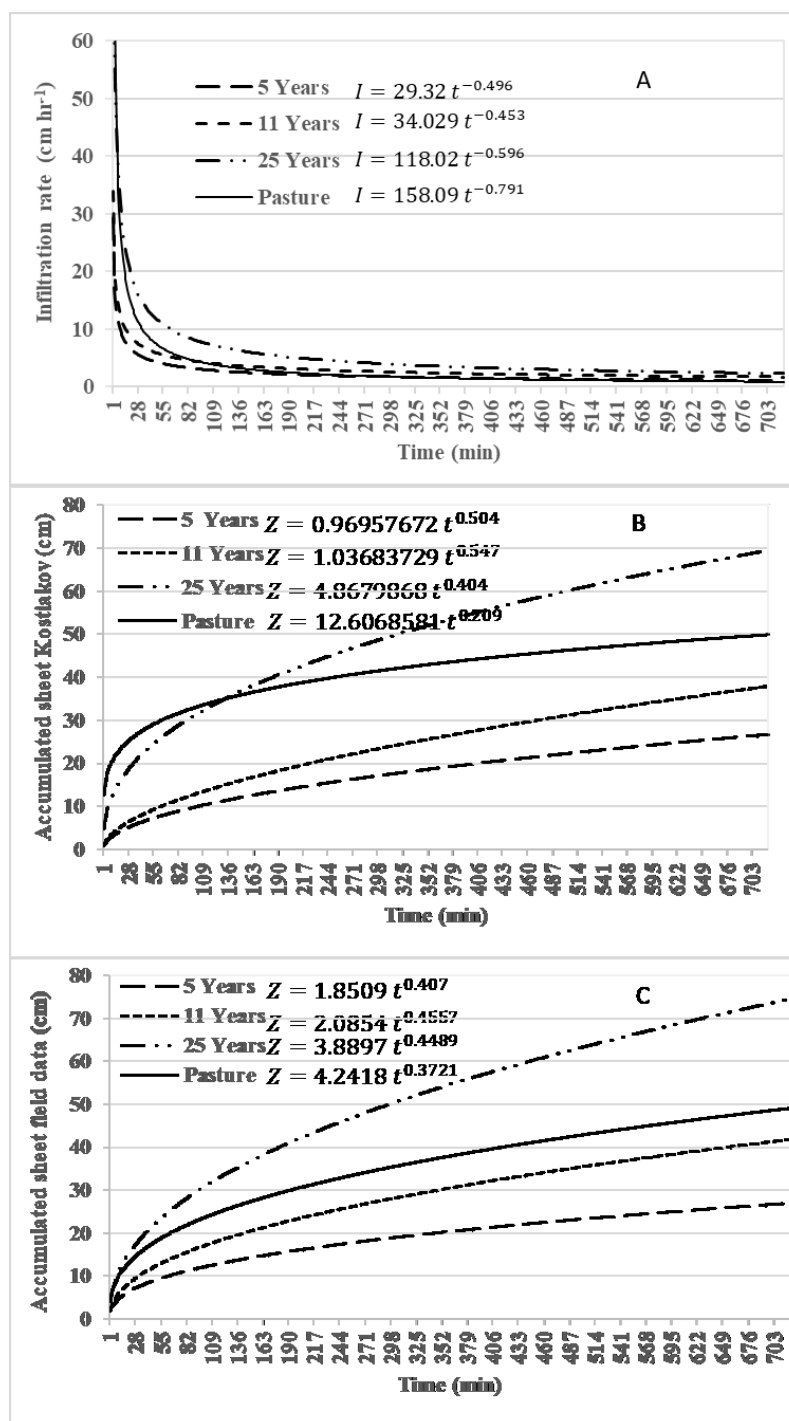 A
60
50
40
30
20
10
0
Infiltration rate (cm hr-1)
5 Years I = 29.32 t^−0.496
11 Years I = 34.029 t^−0.453
25 Years I = 118.02 t^−0.596
Pasture I = 158.09 t^−0.791
1 28 55 82 109 136 163 190 217 244 271 298 325 352 379 406 433 460 487 514 541 568 595 622 649 676 703
Time (min)
B
80
70
60
50
40
30
20
10
0
Accumulated sheet Kostiakov (cm)
5 Years Z = 0.96957672 t^0.504
11 Years Z = 1.03683729 t^0.547
25 Years Z = 4.8679868 t^0.404
Pasture Z = 12.6068581 t^0.209
1 28 55 82 109 136 163 190 217 244 271 298 325 352 379 406 433 460 487 514 541 568 595 622 649 676 703
Time (min)
C
80
70
60
50
40
30
20
10
0
Accumulated sheet field data (cm)
5 Years Z = 1.8509 t^0.407
11 Years Z = 2.0854 t^0.4557
25 Years Z = 3.8897 t^0.4489
Pasture Z = 4.2418 t^0.3721
1 28 55 82 109 136 163 190 217 244 271 298 325 352 379 406 433 460 487 514 541 568 595 622 649 676 703
Time (min)